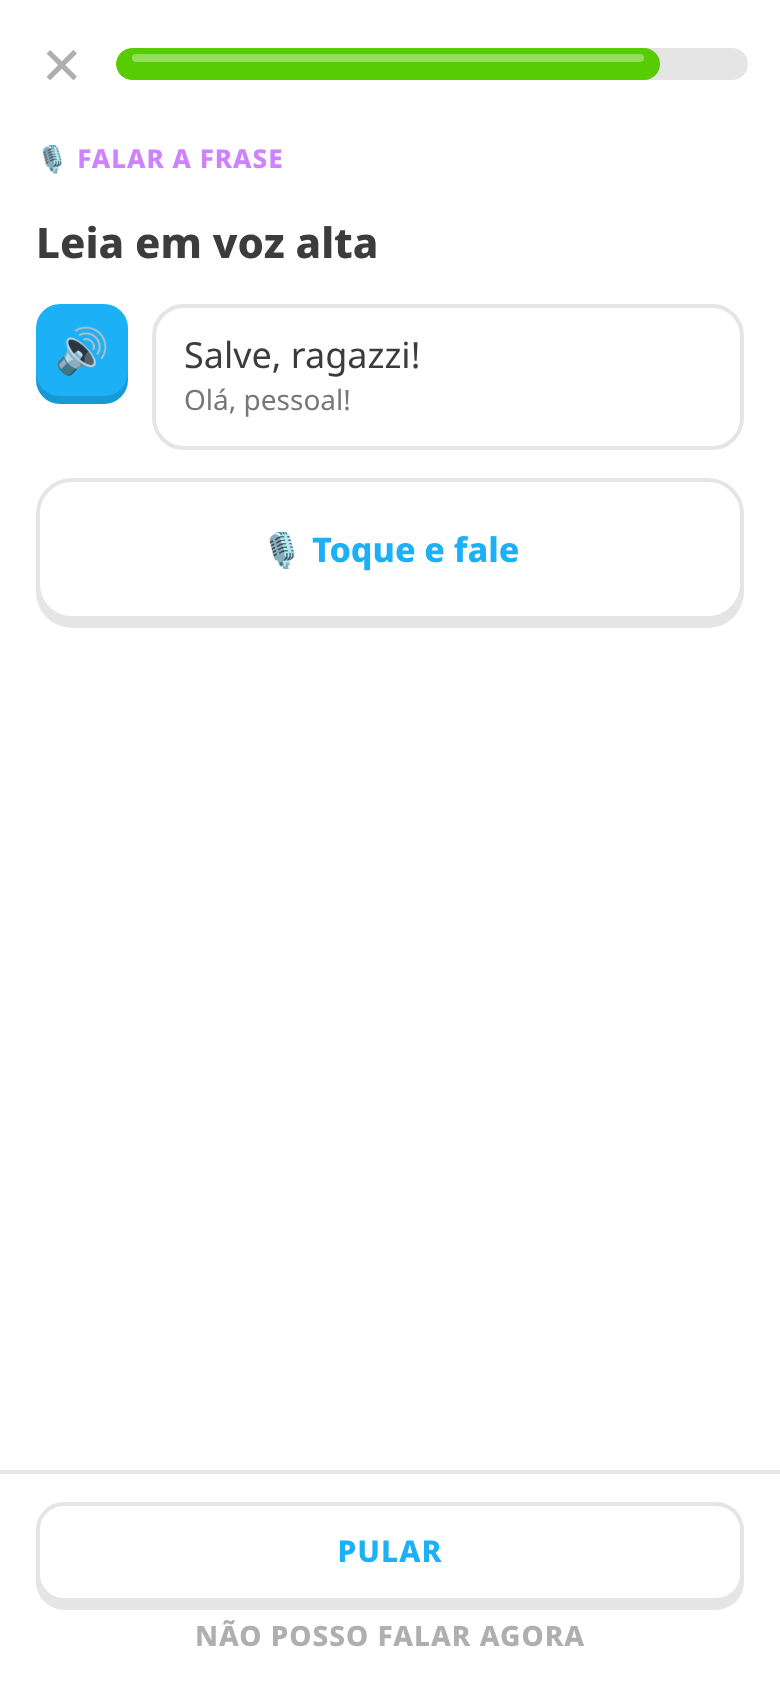 FALAR A FRASE
Leia em voz alta
Salve, ragazzi!
Olá, pessoal!
Toque e fale
PULAR
NÃO POSSO FALAR AGORA